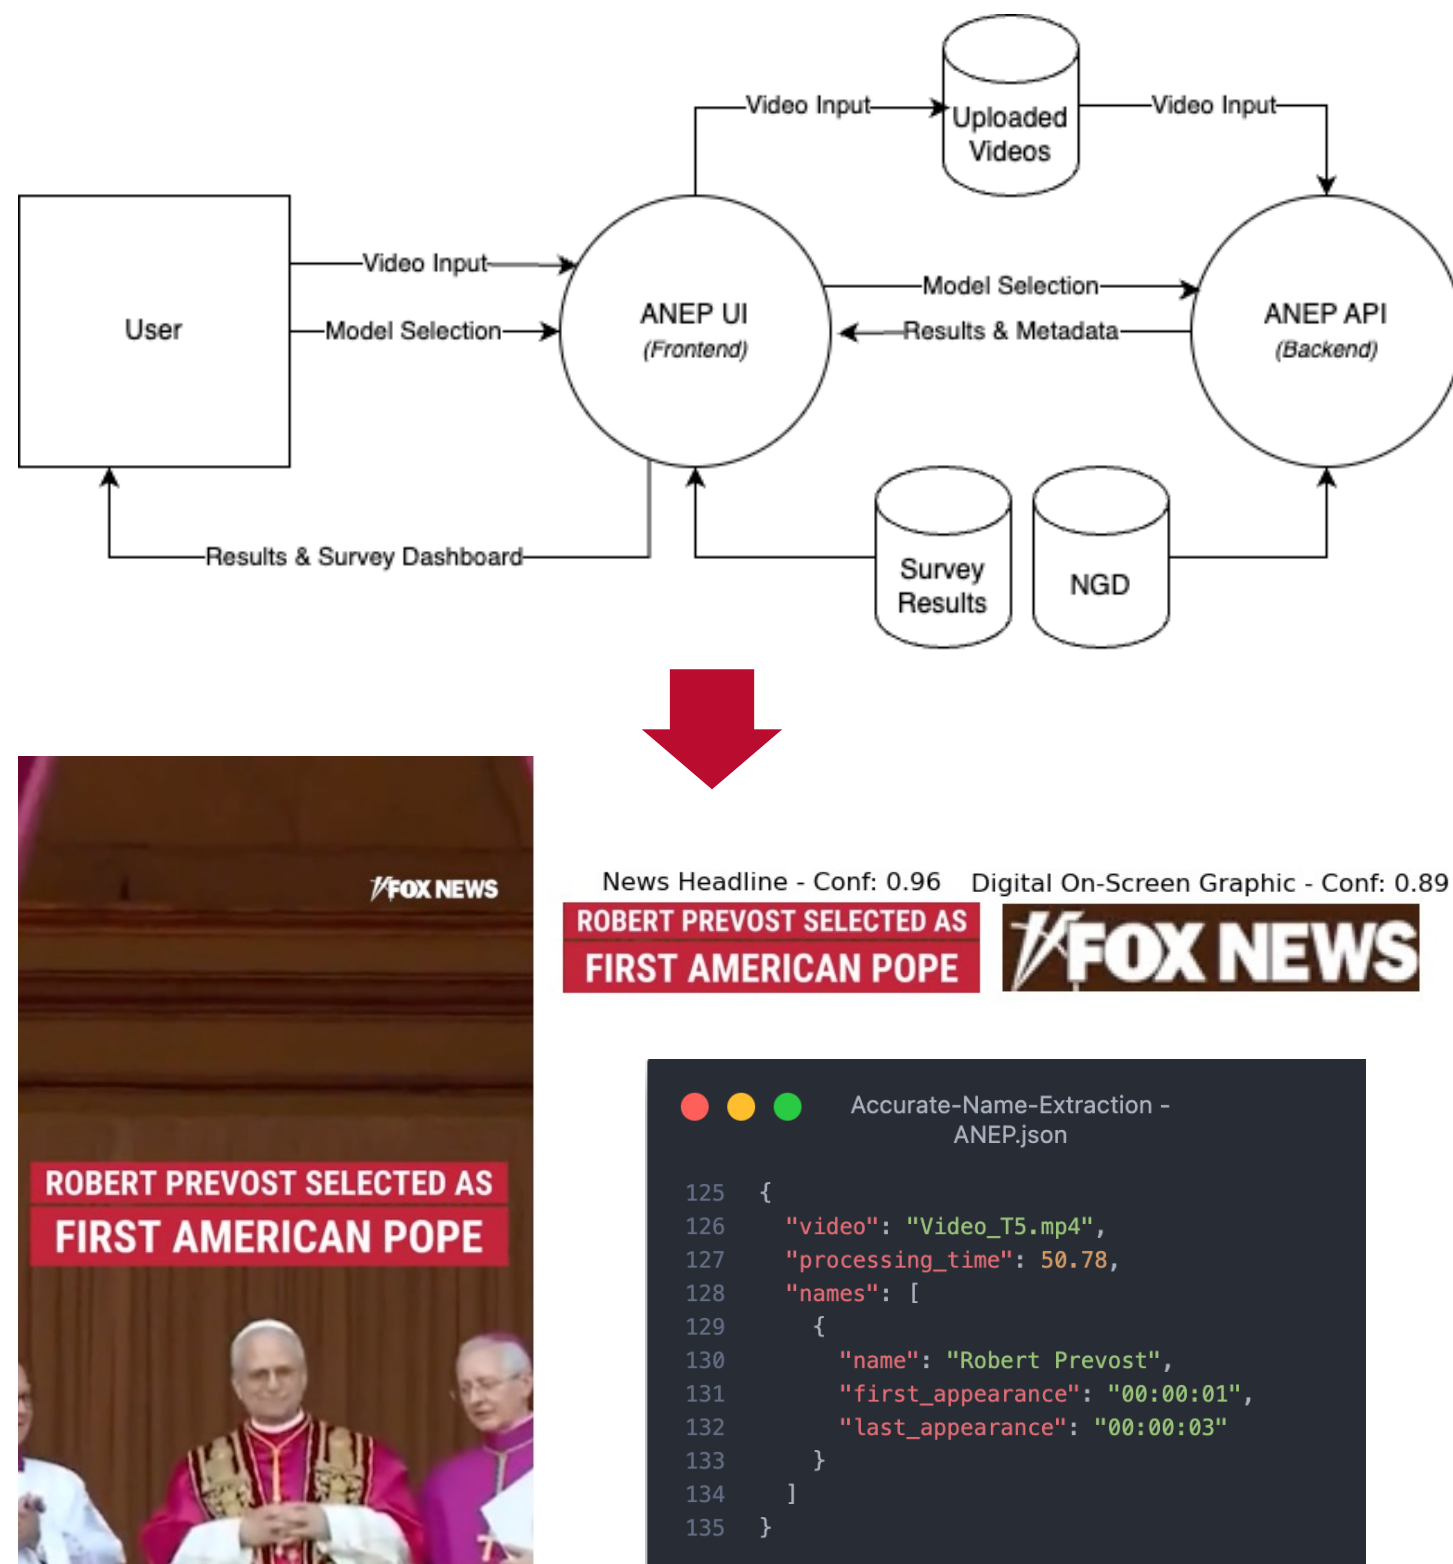 Video Input
Uploaded
Videos
Video Input
User
Video Input
Model Selection
ANEP UI
(Frontend)
Model Selection
Results & Metadata
ANEP API
(Backend)
Results & Survey Dashboard
Survey
Results
NGD
FOX NEWS
ROBERT PREVOST SELECTED AS
FIRST AMERICAN POPE
News Headline - Conf: 0.96
ROBERT PREVOST SELECTED AS
FIRST AMERICAN POPE
Digital On-Screen Graphic - Conf: 0.89
FOX NEWS
Accurate-Name-Extraction -
ANEP.json
125 {
126 "video": "Video_T5.mp4",
127 "processing_time": 50.78,
128 "names": [
129 {
130 "name": "Robert Prevost",
131 "first_appearance": "00:00:01",
132 "last_appearance": "00:00:03"
133 }
134 ]
135 }